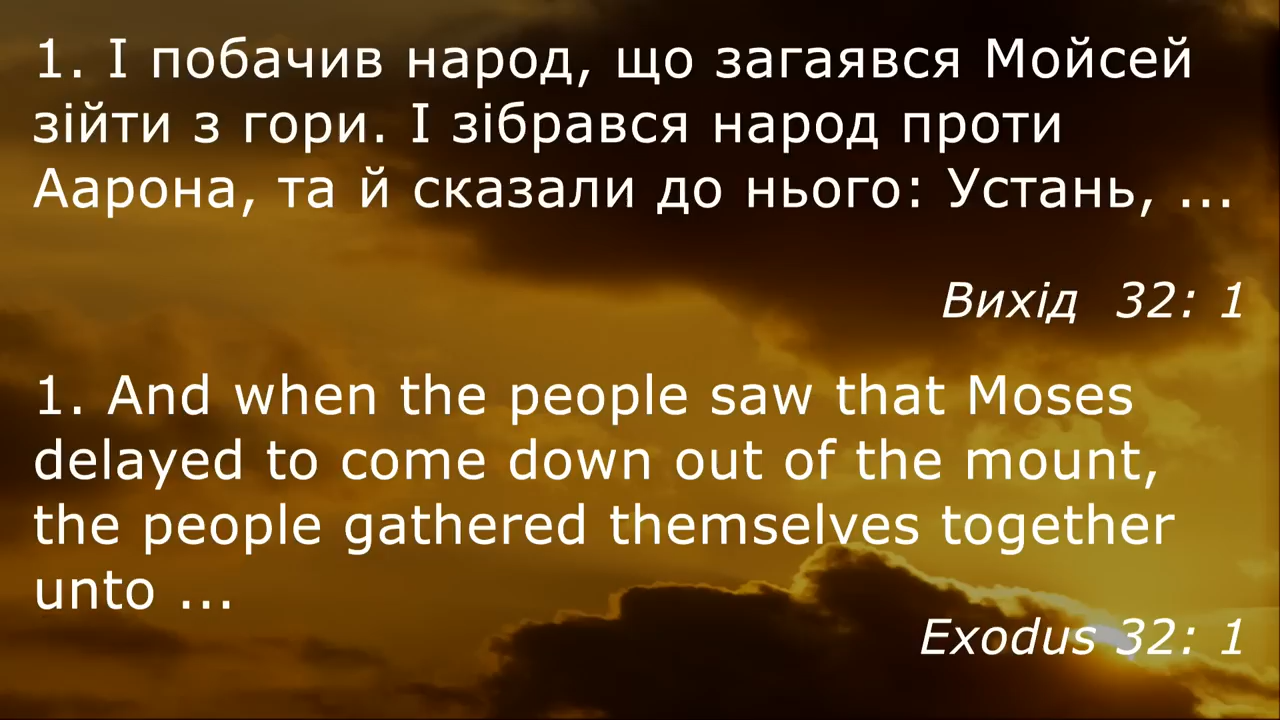 1. І побачив народ, що загаявся Мойсей
зійти з гори. І зібрався народ проти
Аарона, та й сказали до нього: Устань, ...
Вихід 32: 1
1. And when the people saw that Moses
delayed to come down out of the mount,
the people gathered themselves together
unto ...
Exodus 32: 1